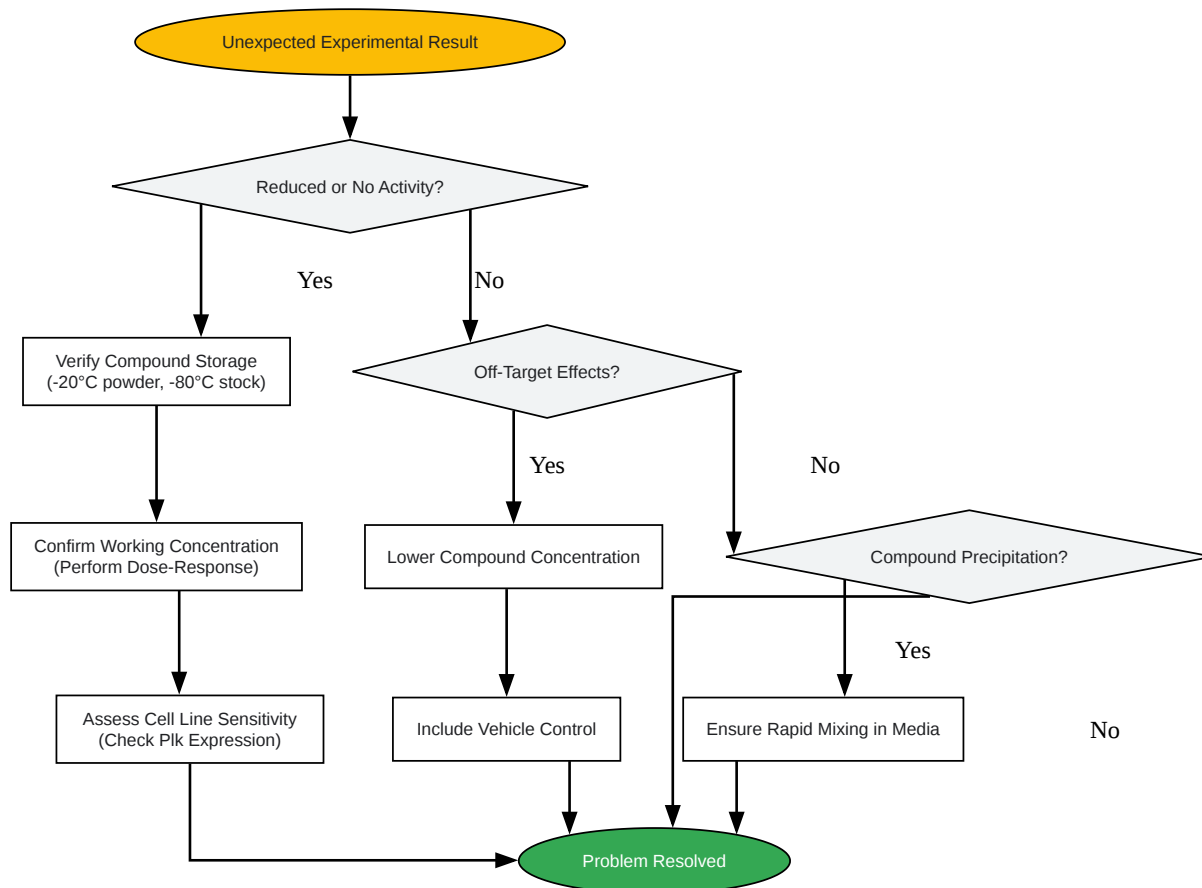 Unexpected Experimental Result
Reduced or No Activity?
Yes
No
Verify Compound Storage
(-20°C powder, -80°C stock)
Off-Target Effects?
Yes
No
Confirm Working Concentration
(Perform Dose-Response)
Lower Compound Concentration
Compound Precipitation?
Yes
Assess Cell Line Sensitivity
(Check Plk Expression)
Include Vehicle Control
Ensure Rapid Mixing in Media
No
Problem Resolved